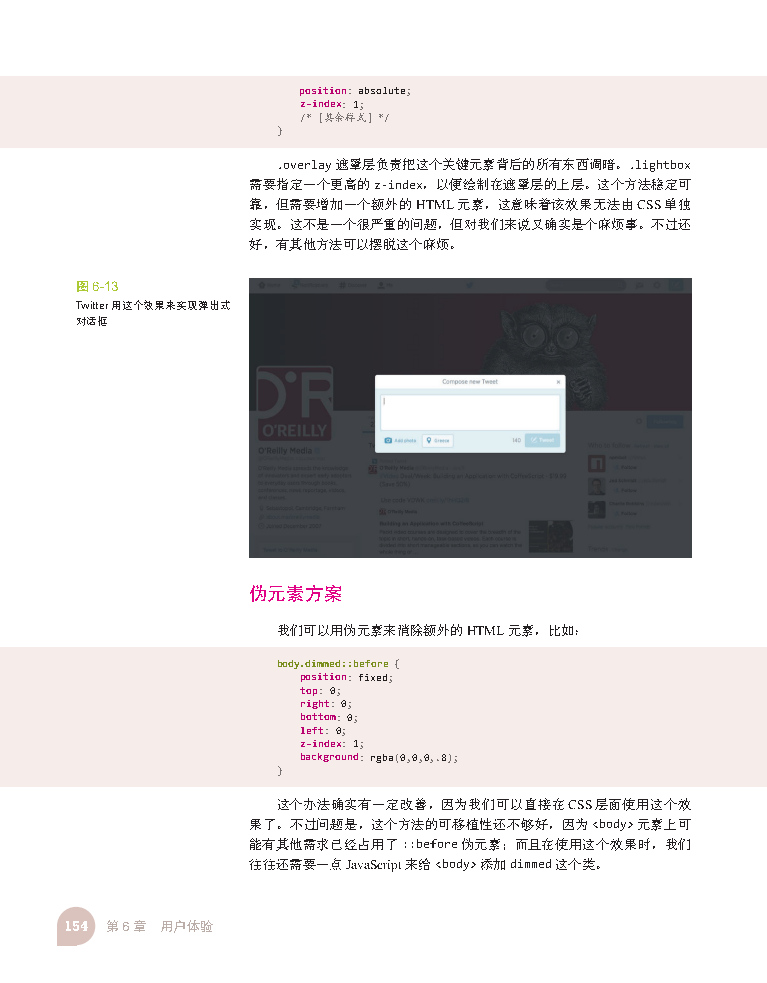 position: absolute;
z-index: 1;
/* [其余样式] */
}
.overlay 遮罩层负责把这个关键元素背后的所有东西调暗。.lightbox
需要指定一个更高的 z-index，以便绘制在遮罩层的上层。这个方法稳定可
靠，但需要增加一个额外的 HTML 元素，这意味着该效果无法由 CSS 单独
实现。这不是一个很严重的问题，但对我们来说又确实是个麻烦事。不过还
好，有其他方法可以摆脱这个麻烦。
图 6-13
Twitter 用这个效果来实现弹出式
对话框
Compose new Tweet
Add photo
Greece
140
Tweet
O'REILLY
O'Reilly Media
伪元素方案
我们可以用伪元素来消除额外的 HTML 元素，比如：
body.dimmed::before {
position: fixed;
top: 0;
right: 0;
bottom: 0;
left: 0;
z-index: 1;
background: rgba(0,0,0,.8);
}
这个办法确实有一定改善，因为我们可以直接在 CSS 层面使用这个效
果了。不过问题是，这个方法的可移植性还不够好，因为 <body> 元素上可
能有其他需求已经占用了 ::before 伪元素；而且在使用这个效果时，我们
往往还需要一点 JavaScript 来给 <body> 添加 dimmed 这个类。
154 第 6 章 用户体验